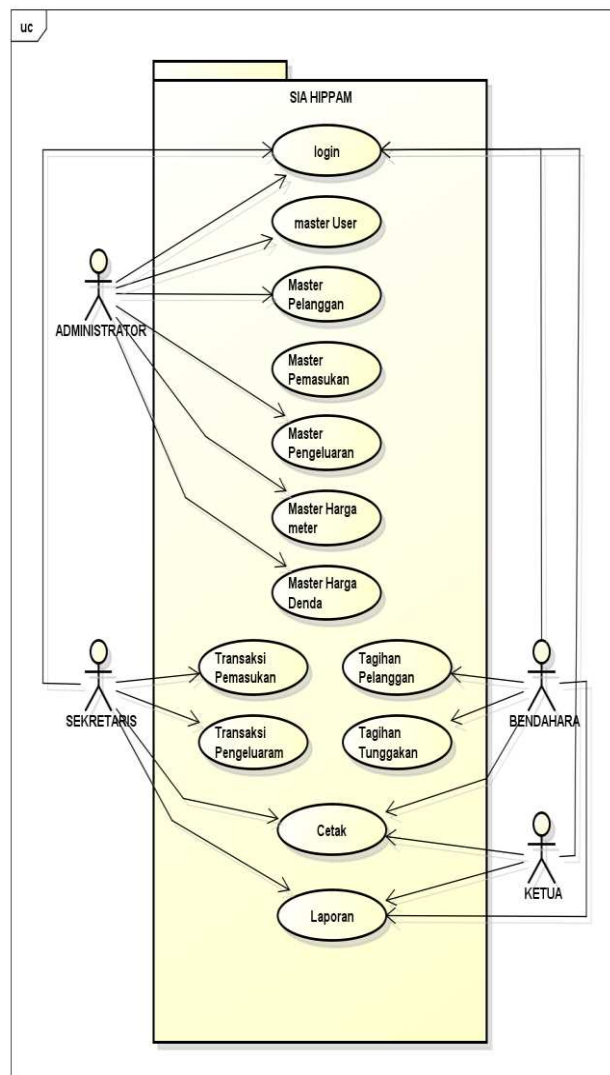 uc
SIA HIPPAM
login
master User
Master
Pelanggan
ADMINISTRATOR
Master
Pemasukan
Master
Pengeluaran
Master Harga
meter
Master Harga
Denda
Transaksi
Pemasukan
Tagihan
Pelanggan
SEKRETARIS
BENDAHARA
Transaksi
Pengeluaram
Tagihan
Tunggakan
Cetak
KETUA
Laporan